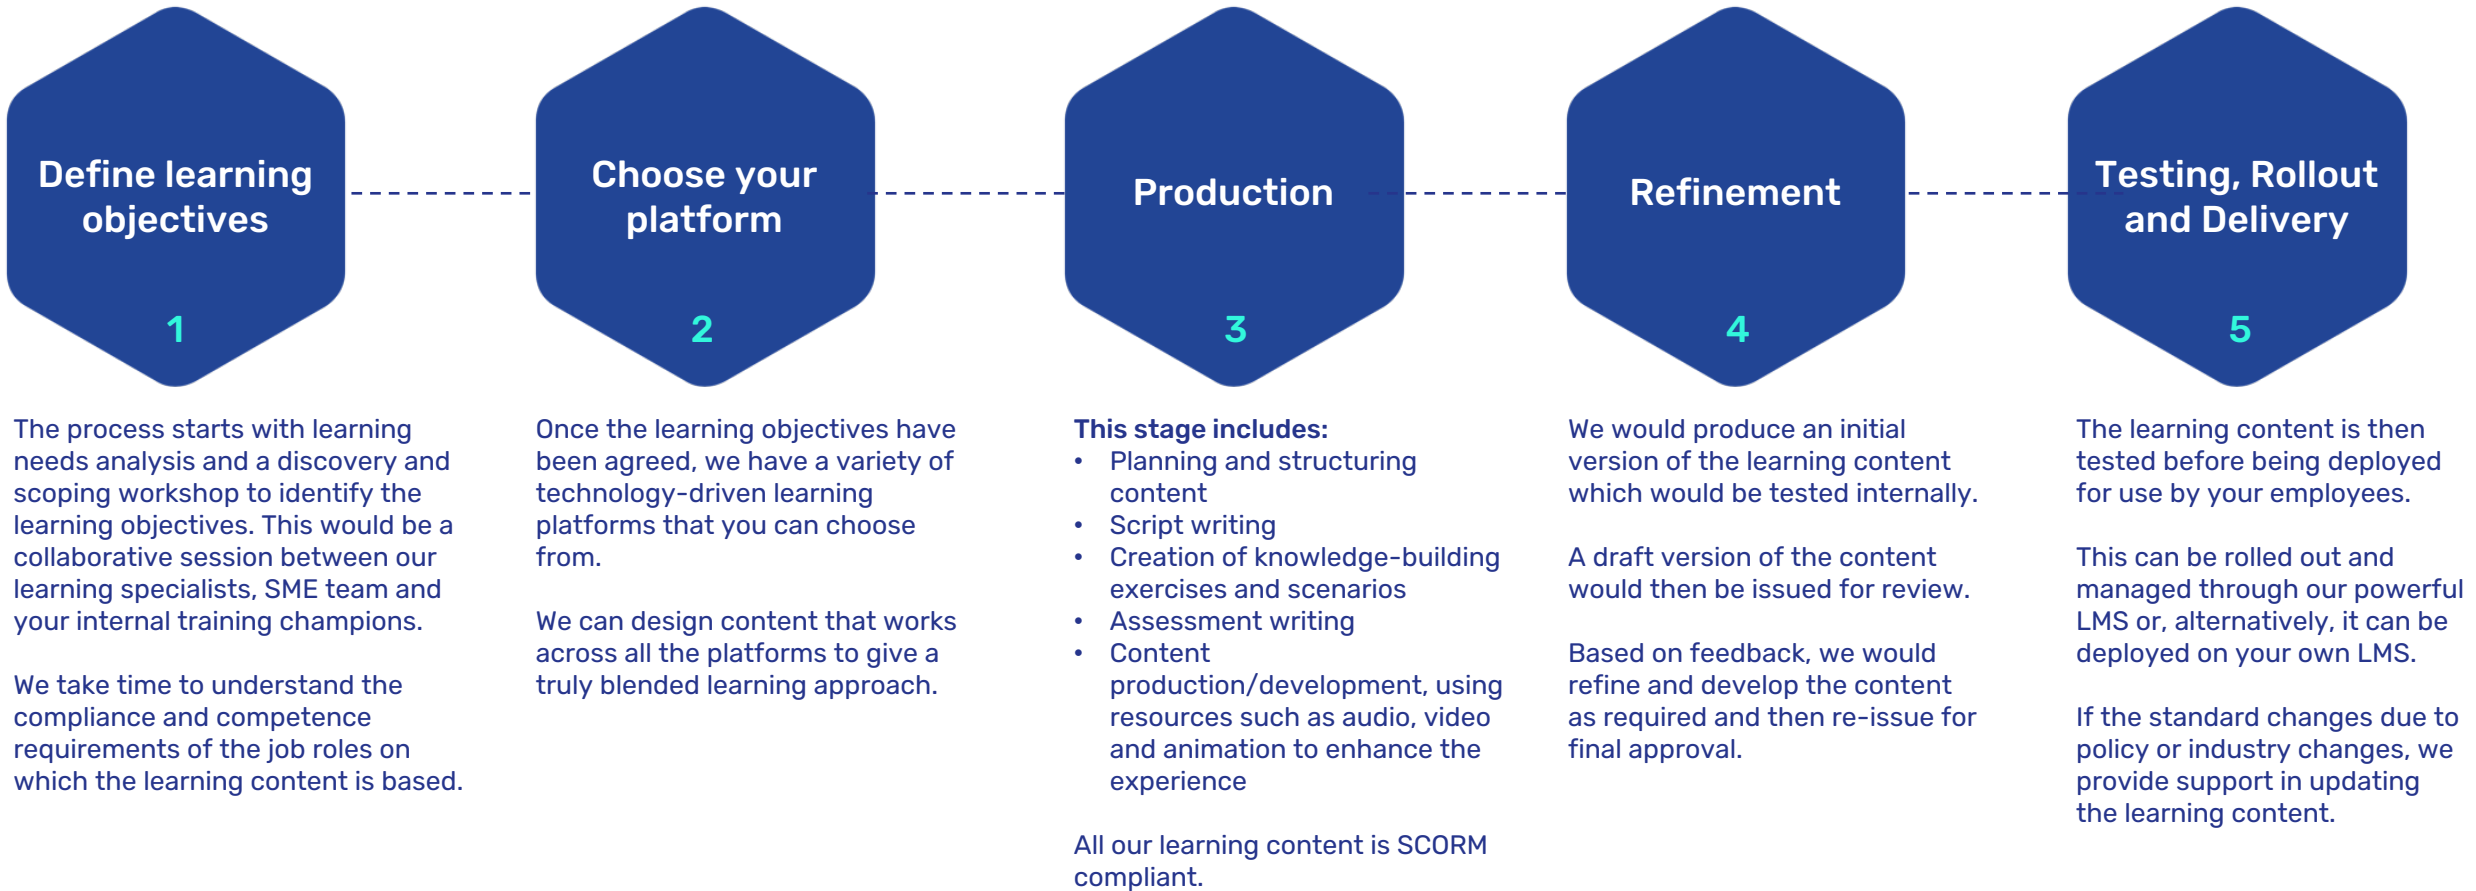 Define learning
objectives
1
The process starts with learning
needs analysis and a discovery and
scoping workshop to identify the
learning objectives. This would be a
collaborative session between our
learning specialists, SME team and
your internal training champions.
We take time to understand the
compliance and competence
requirements of the job roles on
which the learning content is based.
Choose your
platform
2
Once the learning objectives have
been agreed, we have a variety of
technology-driven learning
platforms that you can choose
from.
We can design content that works
across all the platforms to give a
truly blended learning approach.
Production
3
This stage includes:
• Planning and structuring
content
• Script writing
• Creation of knowledge-building
exercises and scenarios
• Assessment writing
• Content
production/development, using
resources such as audio, video
and animation to enhance the
experience
All our learning content is SCORM
compliant.
Refinement
4
We would produce an initial
version of the learning content
which would be tested internally.
A draft version of the content
would then be issued for review.
Based on feedback, we would
refine and develop the content
as required and then re-issue for
final approval.
Testing, Rollout
and Delivery
5
The learning content is then
tested before being deployed
for use by your employees.
This can be rolled out and
managed through our powerful
LMS or, alternatively, it can be
deployed on your own LMS.
If the standard changes due to
policy or industry changes, we
provide support in updating
the learning content.